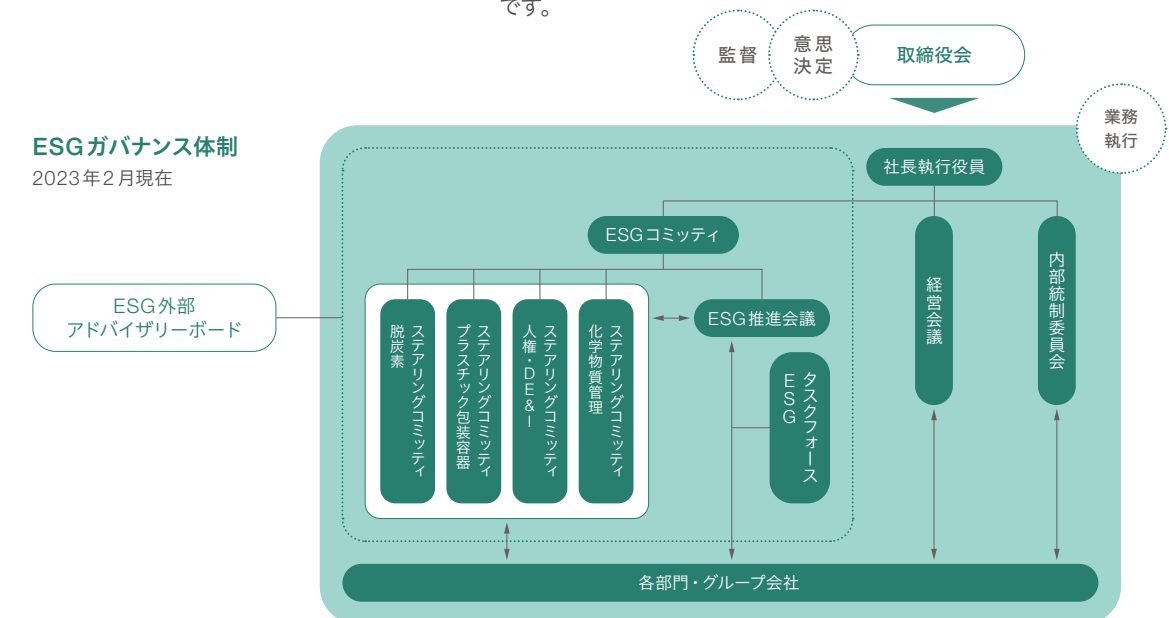 です。
監督
意思
決定
取締役会
業務
執行
ESGガバナンス体制
2023年2月現在
社長執行役員
ESGコミッティ
経営会議
内部統制委員会
ESG外部
アドバイザリーボード
脱炭素
ステアリングコミッティ
プラスチック包装容器
ステアリングコミッティ
人権・DE&I
ステアリングコミッティ
化学物質管理
ステアリングコミッティ
ESG推進会議
ESG
タスクフォース
各部門・グループ会社